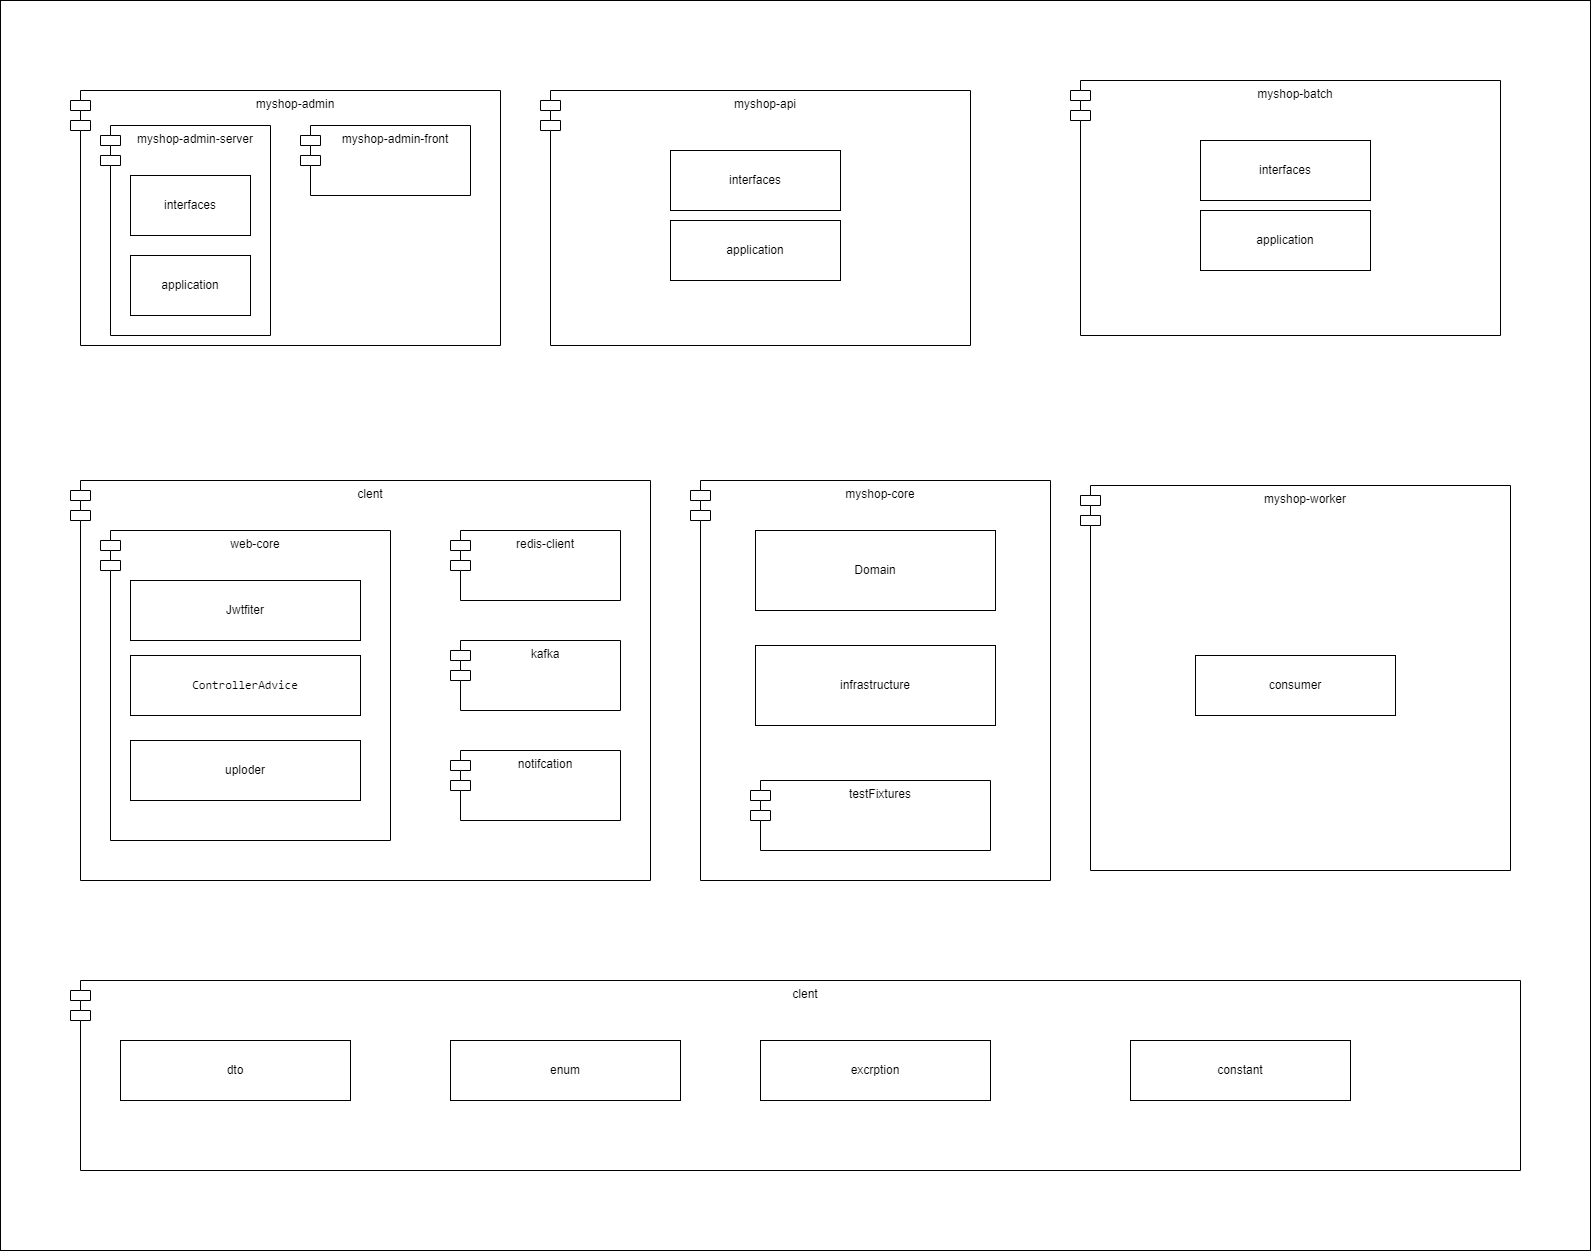 myshop-admin
myshop-admin-server
interfaces
application
myshop-admin-front
myshop-api
interfaces
application
myshop-batch
interfaces
application
clent
web-core
Jwtfiter
ControllerAdvice
uploder
redis-client
kafka
notifcation
myshop-core
Domain
infrastructure
testFixtures
myshop-worker
consumer
clent
dto
enum
excrption
constant